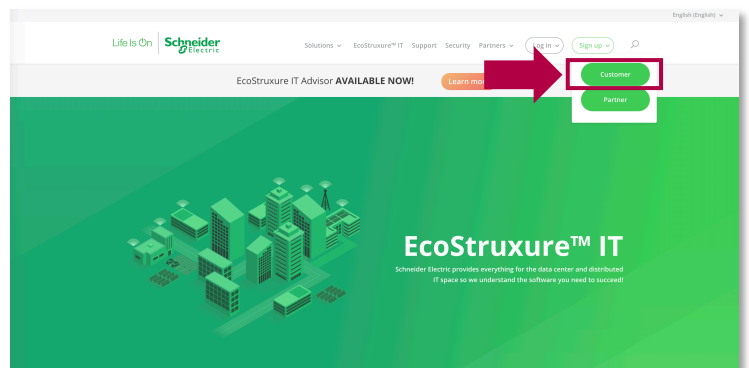 English (English)
Life Is On | Schneider Electric
Solutions EcoStruxure™ IT Support Security Partners Log in Sign up
EcoStruxure IT Advisor AVAILABLE NOW! Learn more
Customer
Partner
EcoStruxure™ IT
Schneider Electric provides everything for the data center and distributed
IT space so we understand the software you need to succeed!